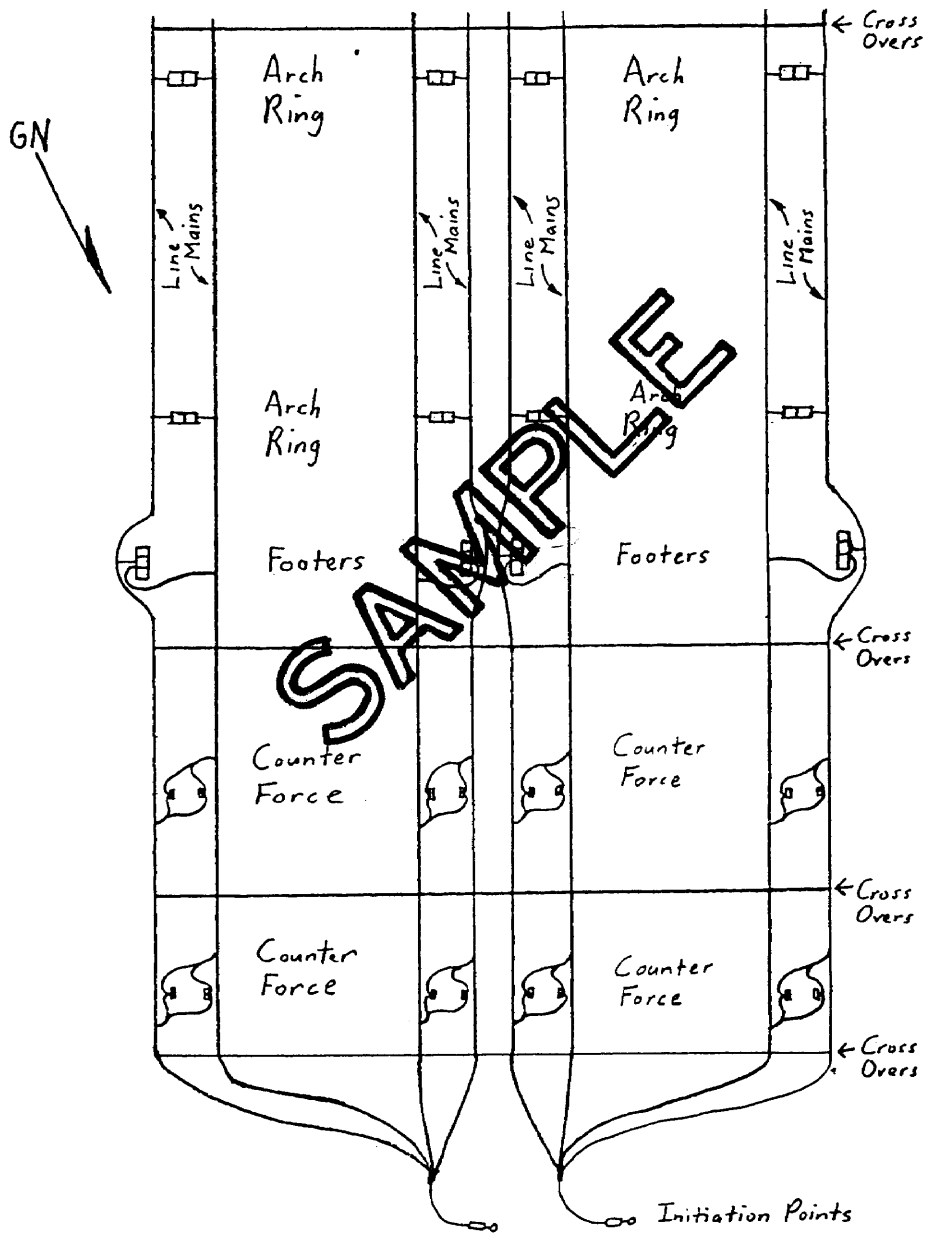 Cross
Overs
Arch
Ring
Arch
Ring
GN
Line
Mains
Line
Mains
Line
Mains
Line
Mains
SAMPLE
Arch
Ring
Arch
Ring
Footers
Footers
Cross
Overs
Counter
Force
Counter
Force
Cross
Overs
Counter
Force
Counter
Force
Cross
Overs
Initiation Points